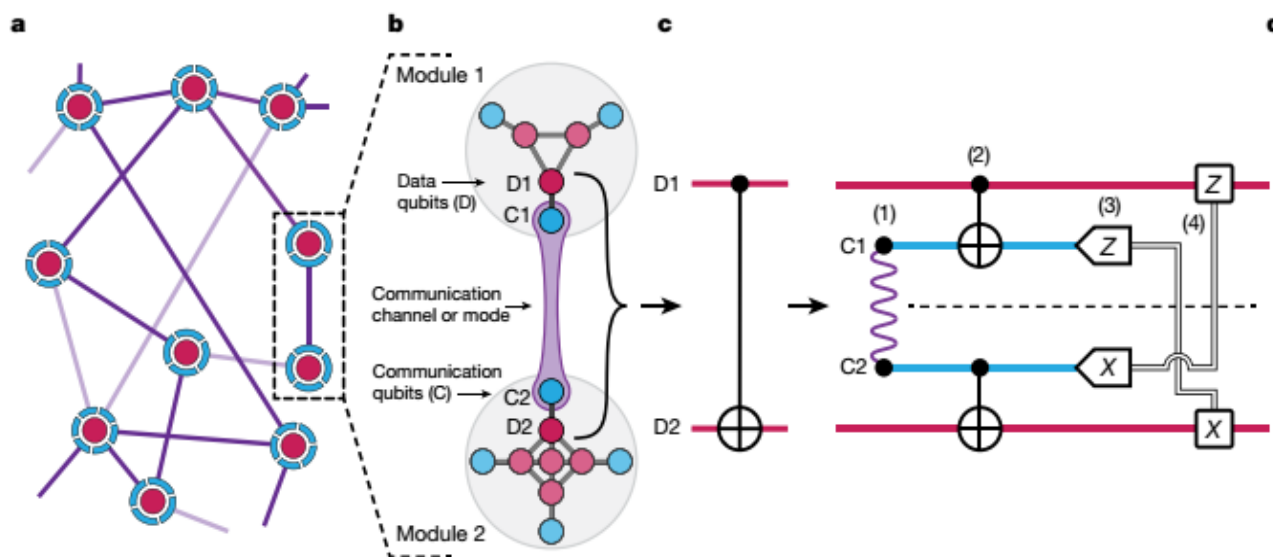 a
b
c
d
Module 1
Data
qubits (D)
D1
C1
Communication
channel or mode
Communication
qubits (C)
C2
D2
Module 2
D1
D2
(1)
(2)
(3)
(4)
C1
Z
Z
C2
X
X